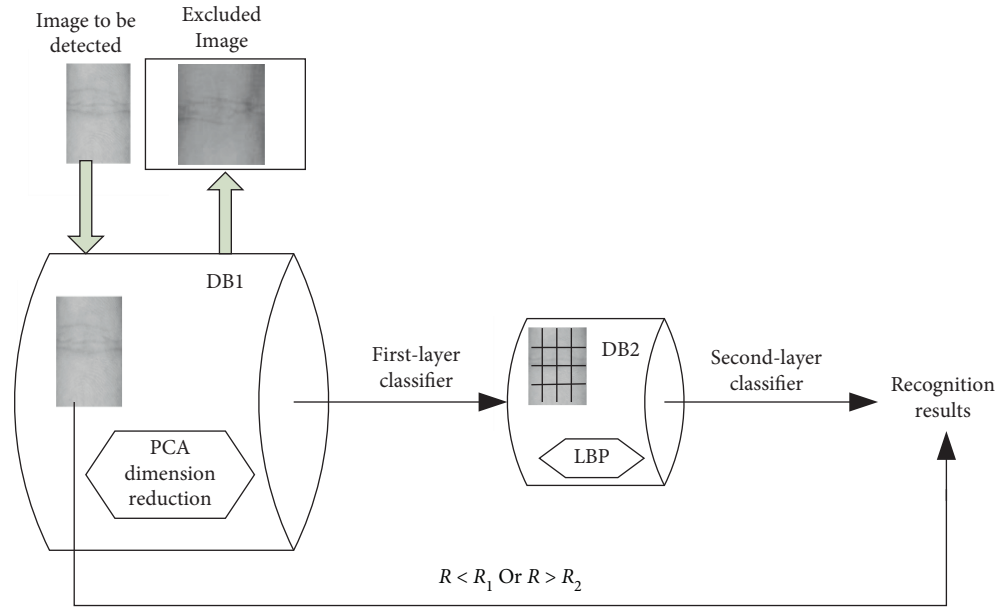 Image to be
detected
Excluded
Image
DB1
PCA
dimension
reduction
First-layer
classifier
DB2
LBP
Second-layer
classifier
Recognition
results
R < R₁ Or R > R₂